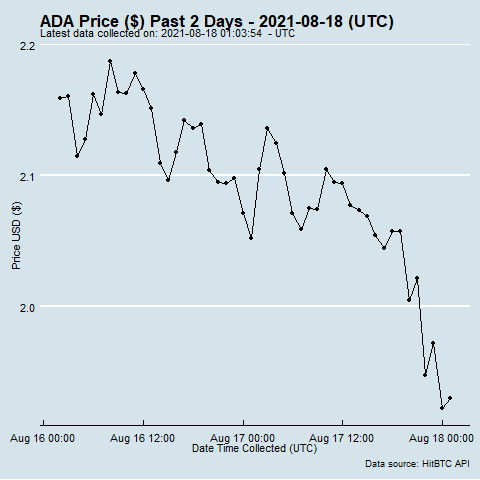 ADA Price ($) Past 2 Days - 2021-08-18 (UTC)
Latest data collected on: 2021-08-18 01:03:54  - UTC
2.2
2.1
2.0
Price USD ($)
Aug 16 00:00 Aug 16 12:00 Aug 17 00:00 Aug 17 12:00 Aug 18 00:00
Date Time Collected (UTC)
Data source: HitBTC API